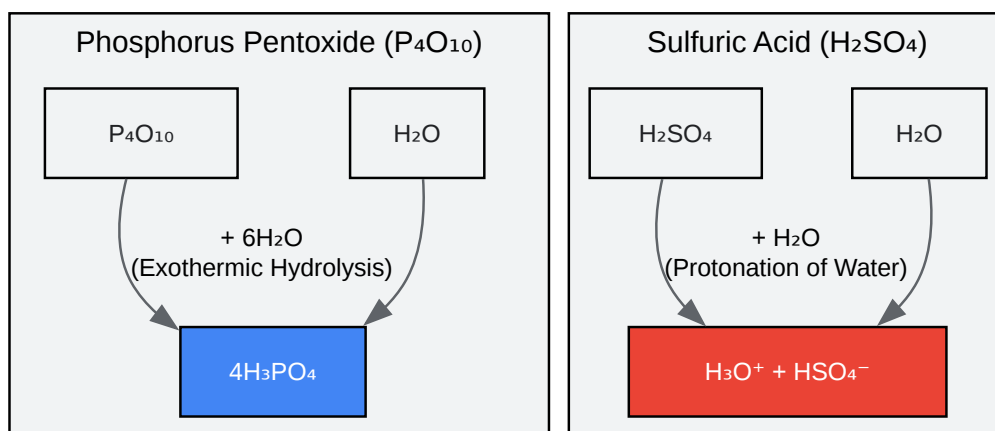 Phosphorus Pentoxide (P₄O₁₀)
P₄O₁₀
H₂O
+ 6H₂O
(Exothermic Hydrolysis)
4H₃PO₄
Sulfuric Acid (H₂SO₄)
H₂SO₄
H₂O
+ H₂O
(Protonation of Water)
H₃O⁺ + HSO₄⁻